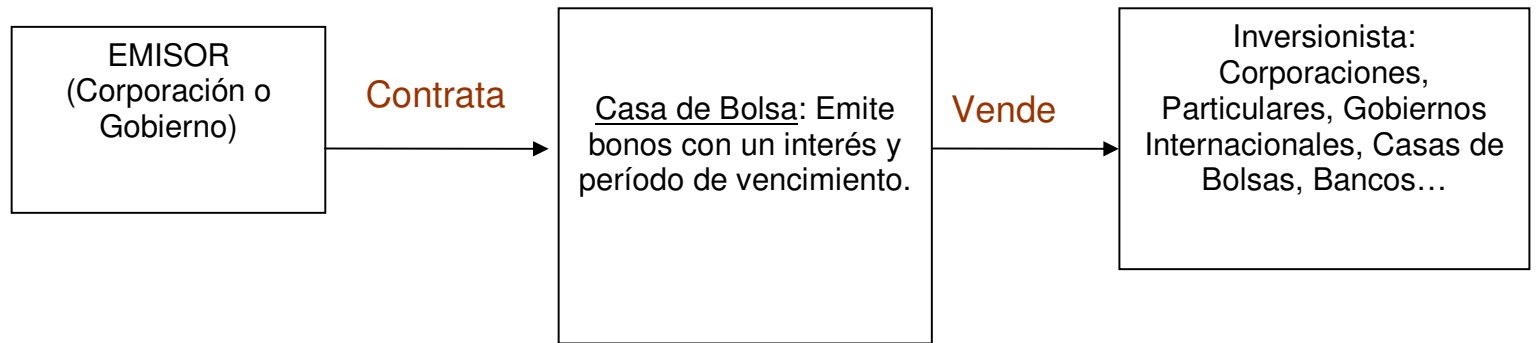 EMISOR
(Corporación o
Gobierno)
Contrata
Casa de Bolsa: Emite
bonos con un interés y
período de vencimiento.
Vende
Inversionista:
Corporaciones,
Particulares, Gobiernos
Internacionales, Casas de
Bolsas, Bancos…